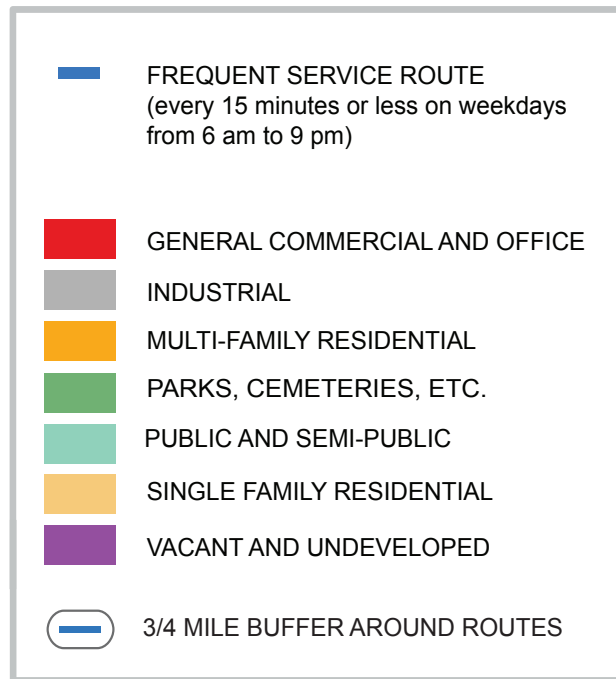 FREQUENT SERVICE ROUTE
(every 15 minutes or less on weekdays
from 6 am to 9 pm)
GENERAL COMMERCIAL AND OFFICE
INDUSTRIAL
MULTI-FAMILY RESIDENTIAL
PARKS, CEMETERIES, ETC.
PUBLIC AND SEMI-PUBLIC
SINGLE FAMILY RESIDENTIAL
VACANT AND UNDEVELOPED
3/4 MILE BUFFER AROUND ROUTES